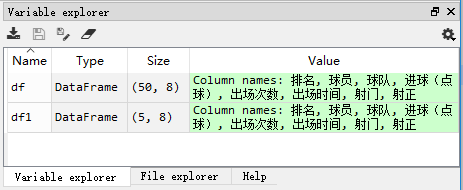 Variable explorer
Name Type Size Value
df DataFrame (50, 8) Column names: 排名, 球员, 球队, 进球（点
球）, 出场次数, 出场时间, 射门, 射正
df1 DataFrame (5, 8) Column names: 排名, 球员, 球队, 进球（点
球）, 出场次数, 出场时间, 射门, 射正
Variable explorer File explorer Help